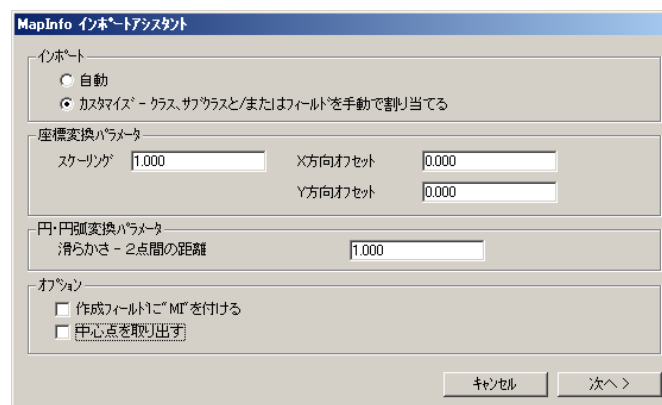 MapInfo インポートアシスタント
インポート
自動
カスタマイズ - クラス、サブクラスと/またはフィールドを手動で割り当てる
座標変換パラメータ
スケーリング 1.000 X方向オフセット 0.000
Y方向オフセット 0.000
円・円弧変換パラメータ
滑らかさ - 2点間の距離 1.000
オプション
作成フィールドに"MI"を付ける
中心点を取り出す
キャンセル 次へ >